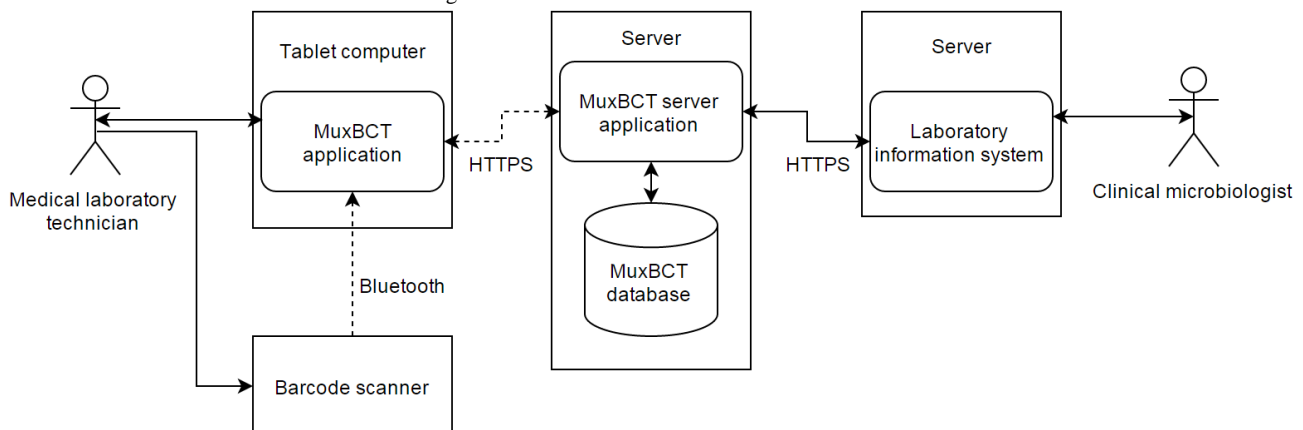 Tablet computer
MuxBCT
application
Medical laboratory
technician
Bluetooth
Barcode scanner
HTTPS
Server
MuxBCT server
application
MuxBCT
database
HTTPS
Server
Laboratory
information system
Clinical microbiologist